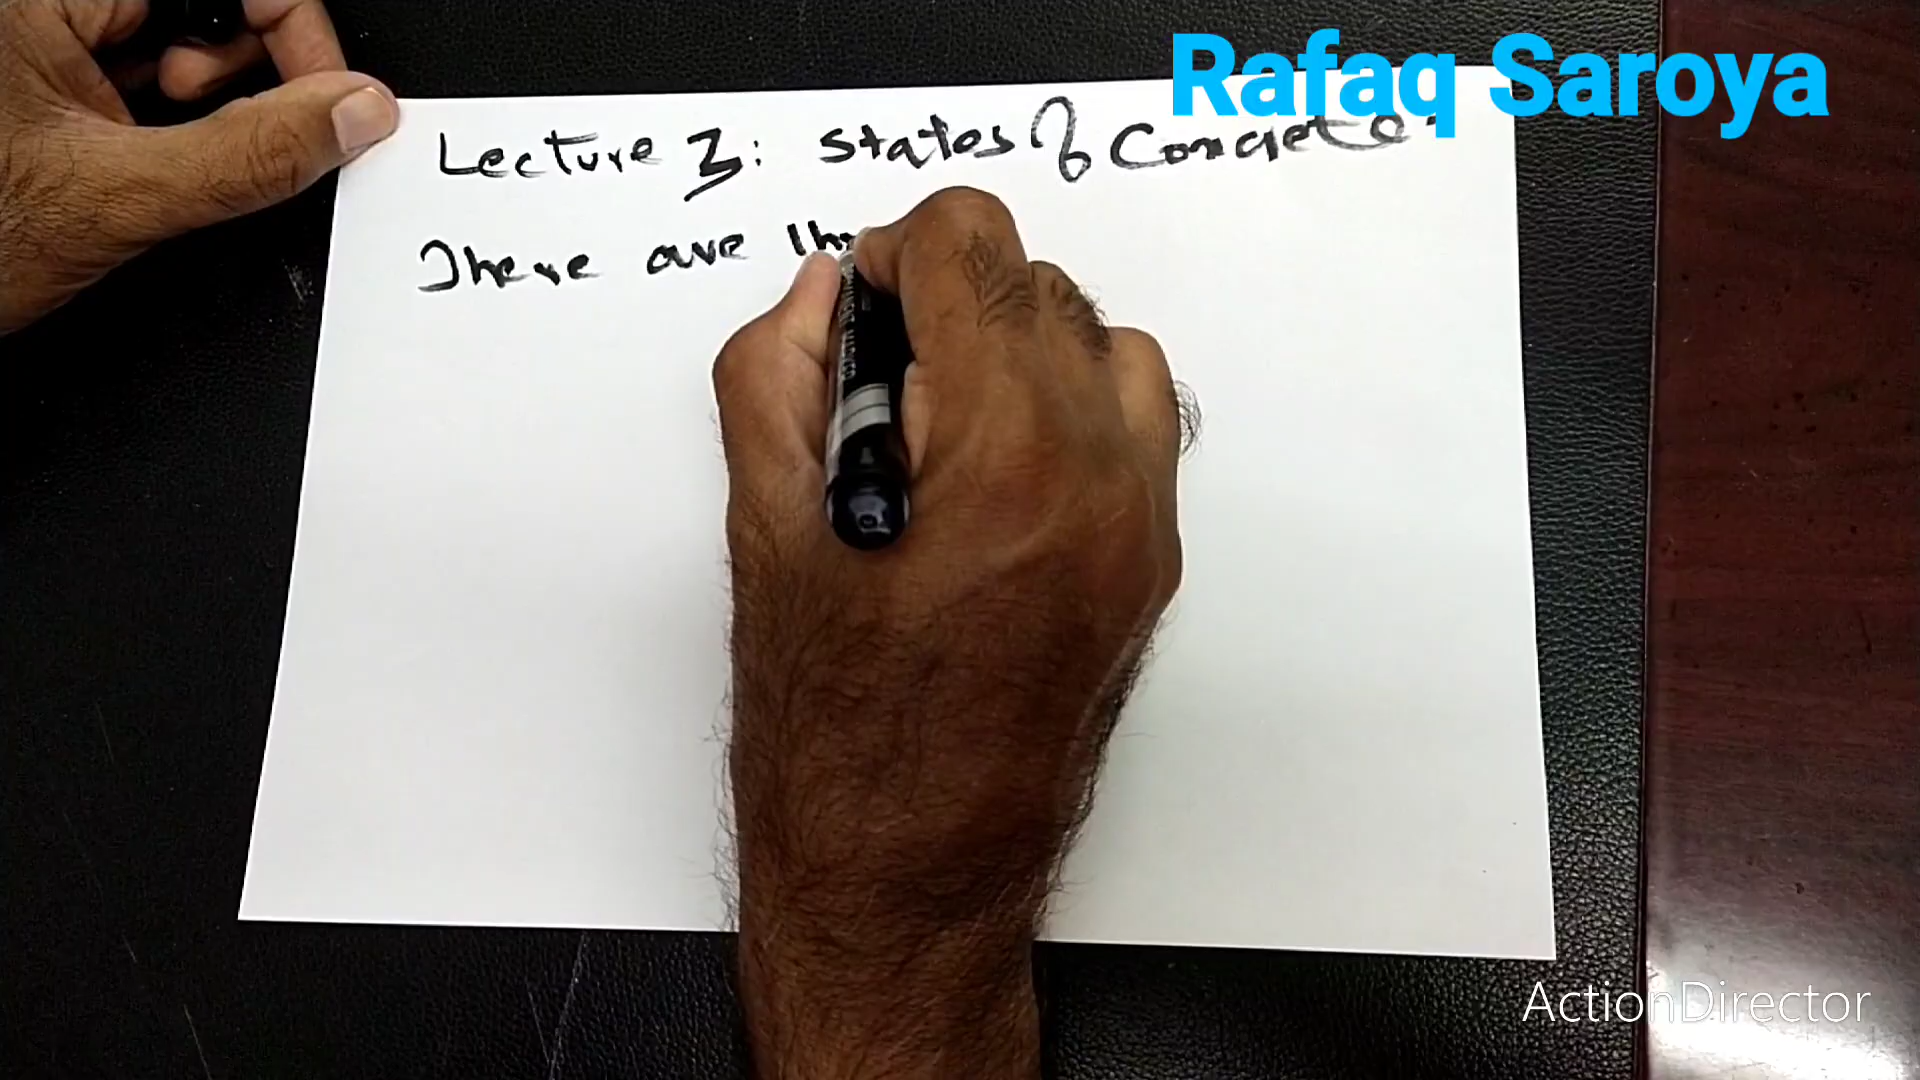 Rafaq Saroya
Lecture 3: States of Concrete:
There are
ActionDirector